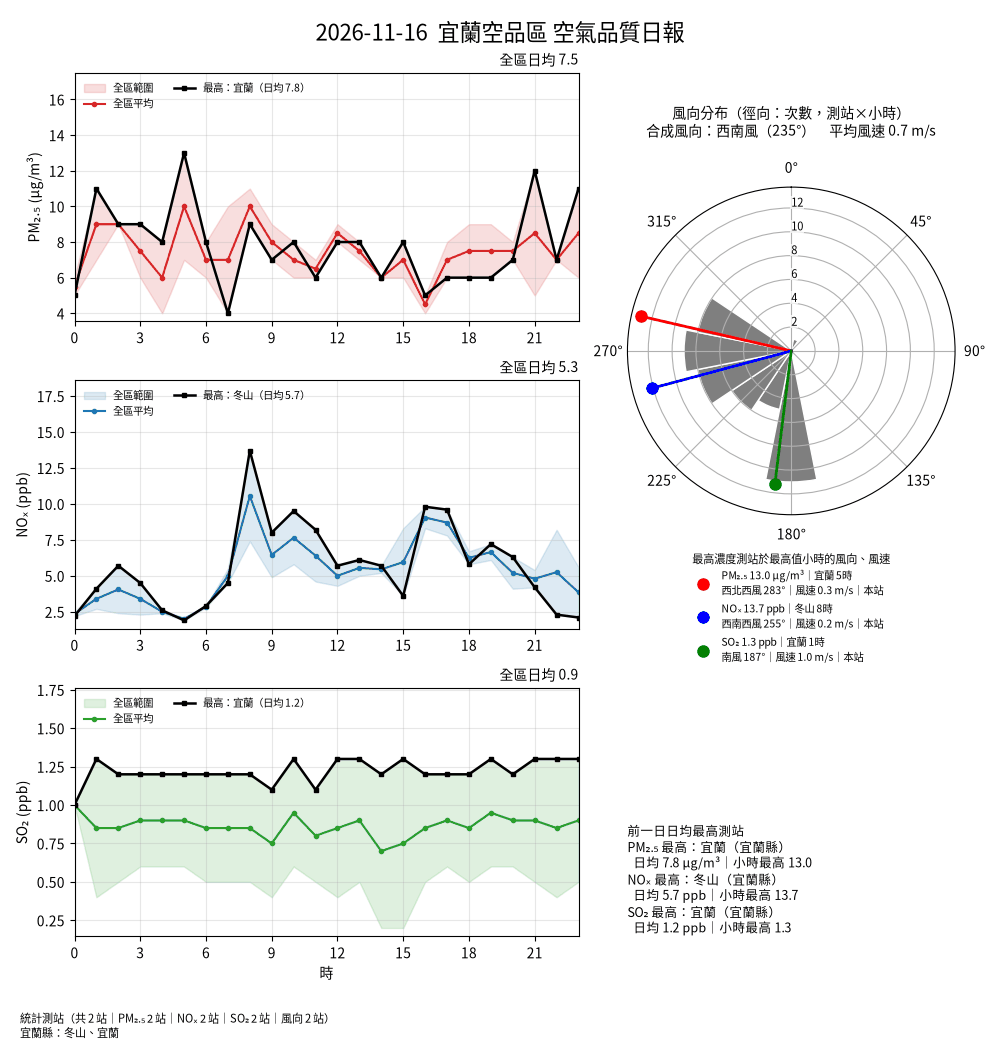 2026-11-16 宜蘭空品區 空氣品質日報
全區日均 7.5
全區範圍
全區平均
最高：宜蘭（日均 7.8）
PM₂.₅ (μg/m³)
16
14
12
10
8
6
4
0 3 6 9 12 15 18 21
全區日均 5.3
全區範圍
全區平均
最高：冬山（日均 5.7）
NOₓ (ppb)
17.5
15.0
12.5
10.0
7.5
5.0
2.5
0 3 6 9 12 15 18 21
全區日均 0.9
全區範圍
全區平均
最高：宜蘭（日均 1.2）
SO₂ (ppb)
1.75
1.50
1.25
1.00
0.75
0.50
0.25
0 3 6 9 12 15 18 21
時
風向分布（徑向：次數，測站×小時）
合成風向：西南風（235°） 平均風速 0.7 m/s
0°
45°
90°
135°
180°
225°
270°
315°
12
10
8
6
4
2
最高濃度測站於最高值小時的風向、風速
PM₂.₅ 13.0 μg/m³｜宜蘭 5時
西北西風 283°｜風速 0.3 m/s｜本站
NOₓ 13.7 ppb｜冬山 8時
西南西風 255°｜風速 0.2 m/s｜本站
SO₂ 1.3 ppb｜宜蘭 1時
南風 187°｜風速 1.0 m/s｜本站
前一日日均最高測站
PM₂.₅ 最高：宜蘭（宜蘭縣）
日均 7.8 μg/m³｜小時最高 13.0
NOₓ 最高：冬山（宜蘭縣）
日均 5.7 ppb｜小時最高 13.7
SO₂ 最高：宜蘭（宜蘭縣）
日均 1.2 ppb｜小時最高 1.3
統計測站（共 2 站｜PM₂.₅ 2 站｜NOₓ 2 站｜SO₂ 2 站｜風向 2 站）
宜蘭縣：冬山、宜蘭